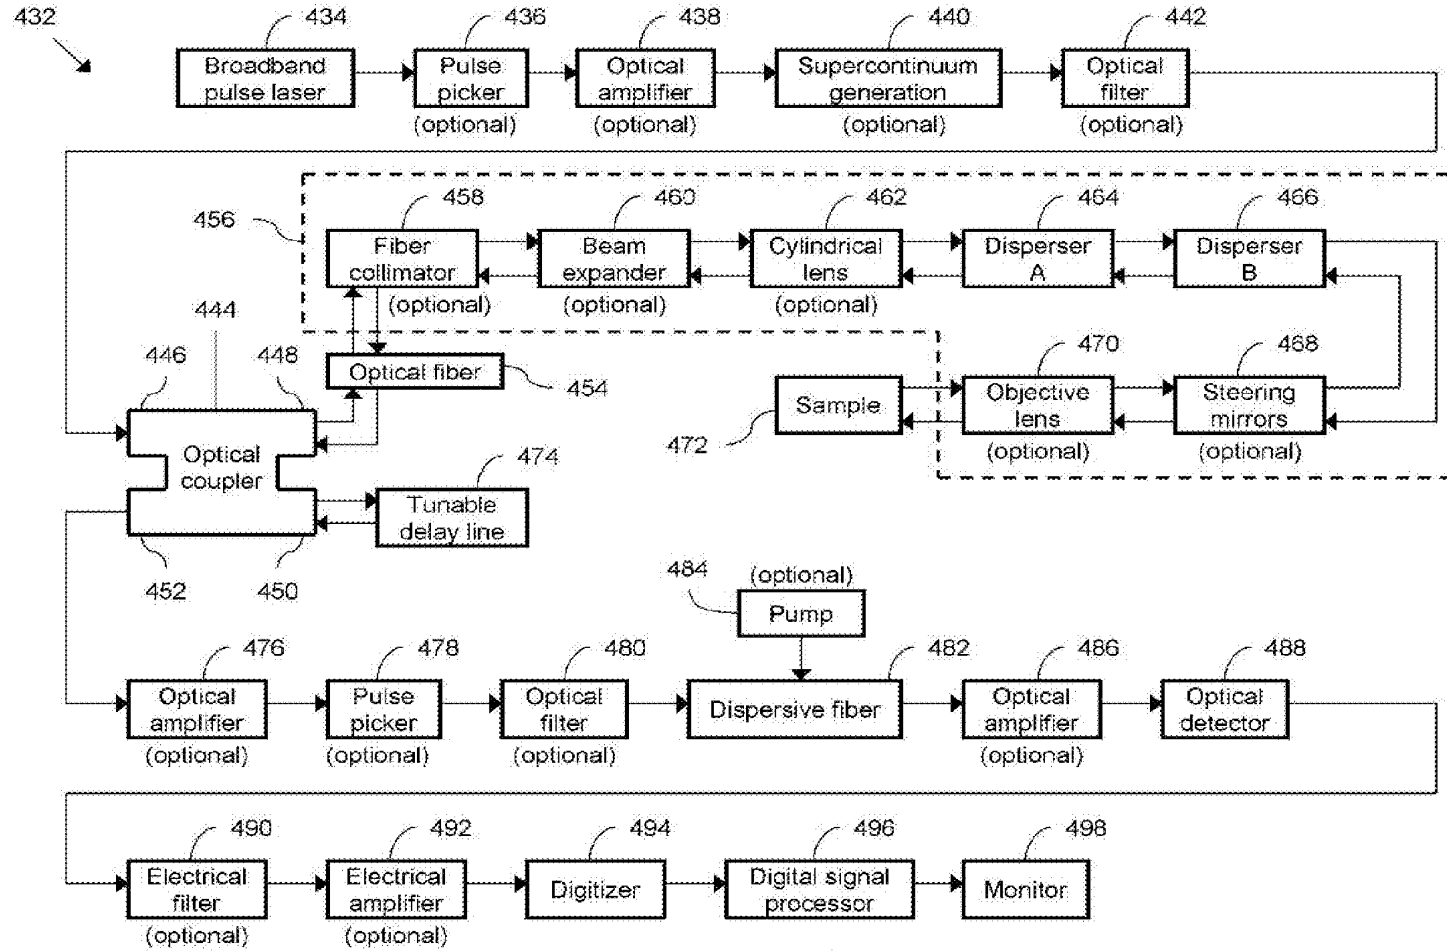 432
434
436
438
440
442
Broadband
pulse laser
Pulse
picker
(optional)
Optical
amplifier
(optional)
Supercontinuum
generation
(optional)
Optical
filter
(optional)
456
458
460
462
464
466
Fiber
collimator
(optional)
Beam
expander
(optional)
Cylindrical
lens
(optional)
Disperser
A
Disperser
B
444
446
448
Optical fiber
454
470
468
Sample
472
Objective
lens
(optional)
Steering
mirrors
(optional)
Optical
coupler
474
Tunable
delay line
452
450
484
(optional)
Pump
476
478
480
482
486
488
Optical
amplifier
(optional)
Pulse
picker
(optional)
Optical
filter
(optional)
Dispersive fiber
Optical
amplifier
(optional)
Optical
detector
490
492
494
496
498
Electrical
filter
(optional)
Electrical
amplifier
(optional)
Digitizer
Digital signal
processor
Monitor